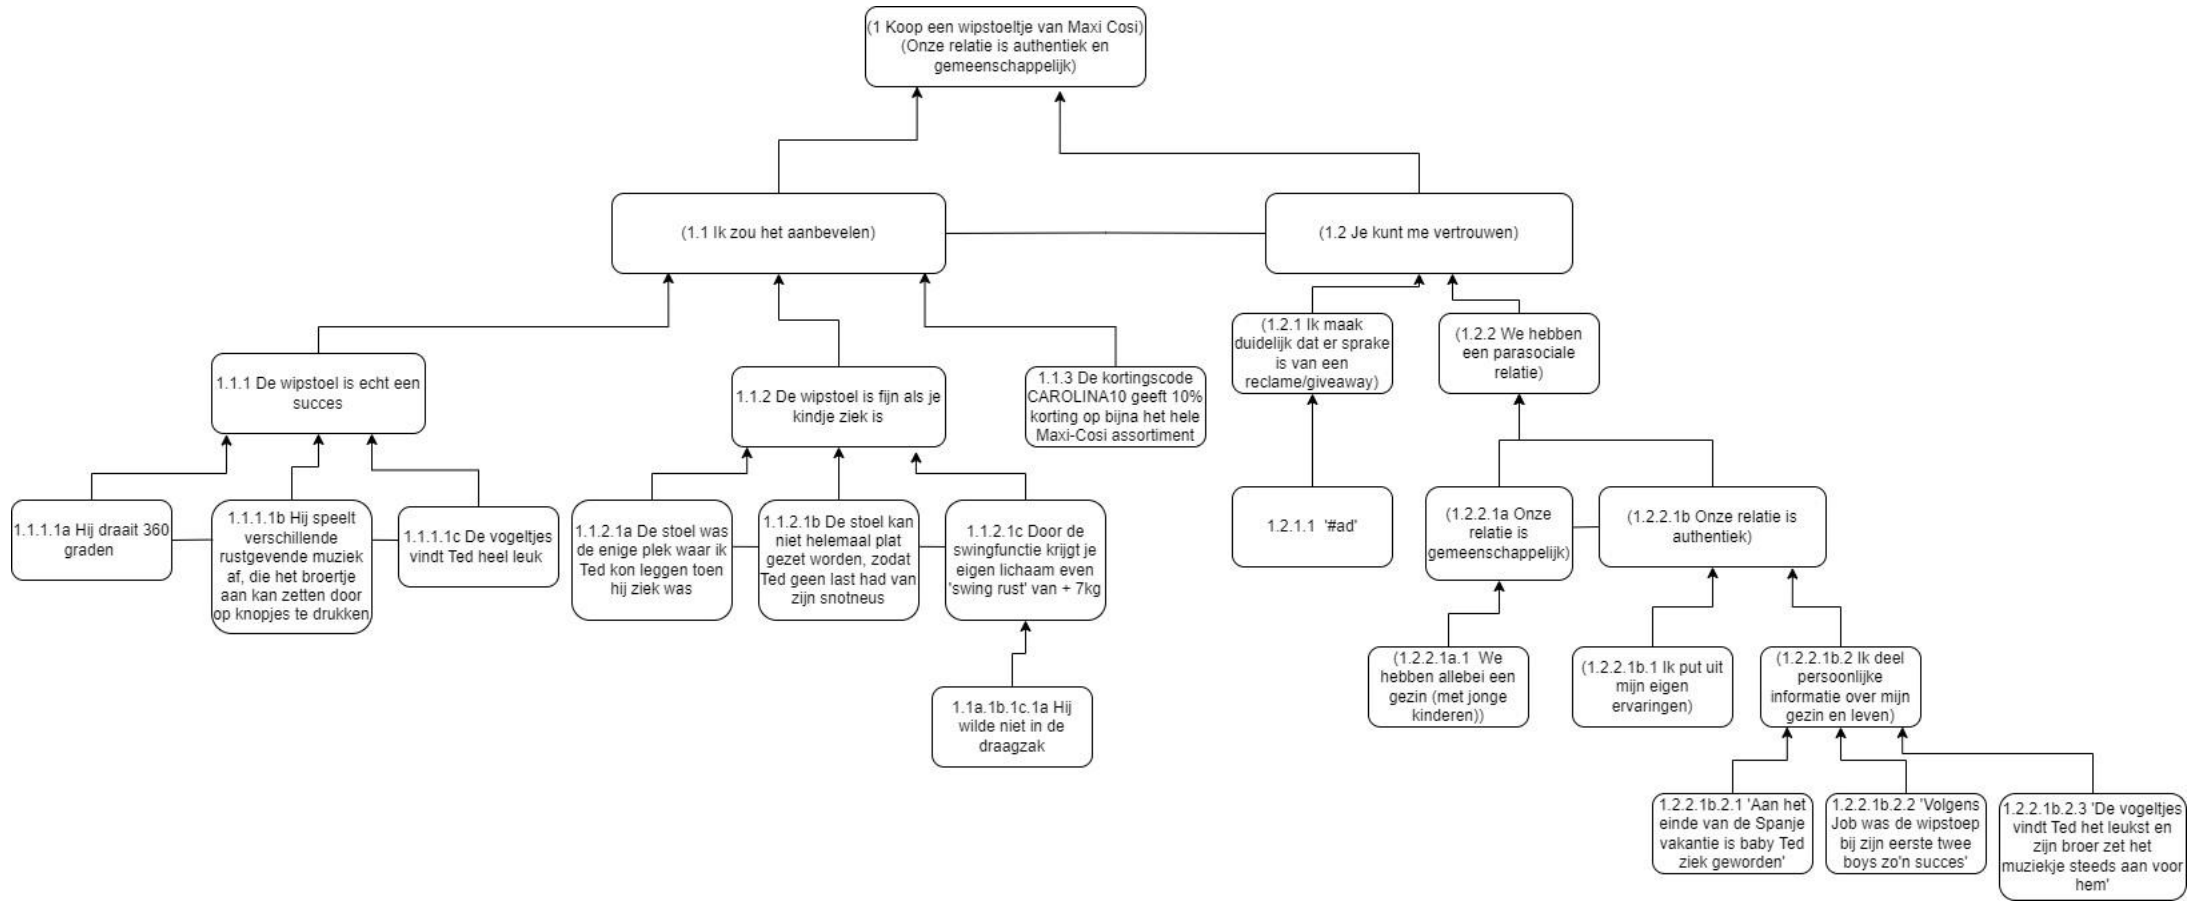 (1 Koop een wipstoeltje van Maxi Cosi)
(Onze relatie is authentiek en
gemeenschappelijk)
(1.1 Ik zou het aanbevelen)
(1.2 Je kunt me vertrouwen)
1.1.1 De wipstoel is echt een
succes
1.1.2 De wipstoel is fijn als je
kindje ziek is
1.1.3 De kortingscode
CAROLINA10 geeft 10%
korting op bijna het hele
Maxi-Cosi assortiment
(1.2.1 Ik maak
duidelijk dat er sprake
is van een
reclame/giveaway)
(1.2.2 We hebben
een parasociale
relatie)
1.1.1.1a Hij draait 360
graden
1.1.1.1b Hij speelt
verschillende
rustgevende muziek
af, die het broertje
aan kan zetten door
op knopjes te drukken
1.1.1.1c De vogeltjes
vindt Ted heel leuk
1.1.2.1a De stoel was
de enige plek waar ik
Ted kon leggen toen
hij ziek was
1.1.2.1b De stoel kan
niet helemaal plat
gezet worden, zodat
Ted geen last had van
zijn snotneus
1.1.2.1c Door de
swingfunctie krijgt je
eigen lichaam even
'swing rust' van + 7kg
1.2.1.1 '#ad'
(1.2.2.1a Onze
relatie is
gemeenschappelijk)
(1.2.2.1b Onze relatie is
authentiek)
1.1a.1b.1c.1a Hij
wilde niet in de
draagzak
(1.2.2.1a.1 We
hebben allebei een
gezin (met jonge
kinderen))
(1.2.2.1b.1 Ik put uit
mijn eigen
ervaringen)
(1.2.2.1b.2 Ik deel
persoonlijke
informatie over mijn
gezin en leven)
1.2.2.1b.2.1 'Aan het
einde van de Spanje
vakantie is baby Ted
ziek geworden'
1.2.2.1b.2.2 'Volgens
Job was de wipstoep
bij zijn eerste twee
boys zo'n succes'
1.2.2.1b.2.3 'De vogeltjes
vindt Ted het leukst en
zijn broer zet het
muziekje steeds aan voor
hem'